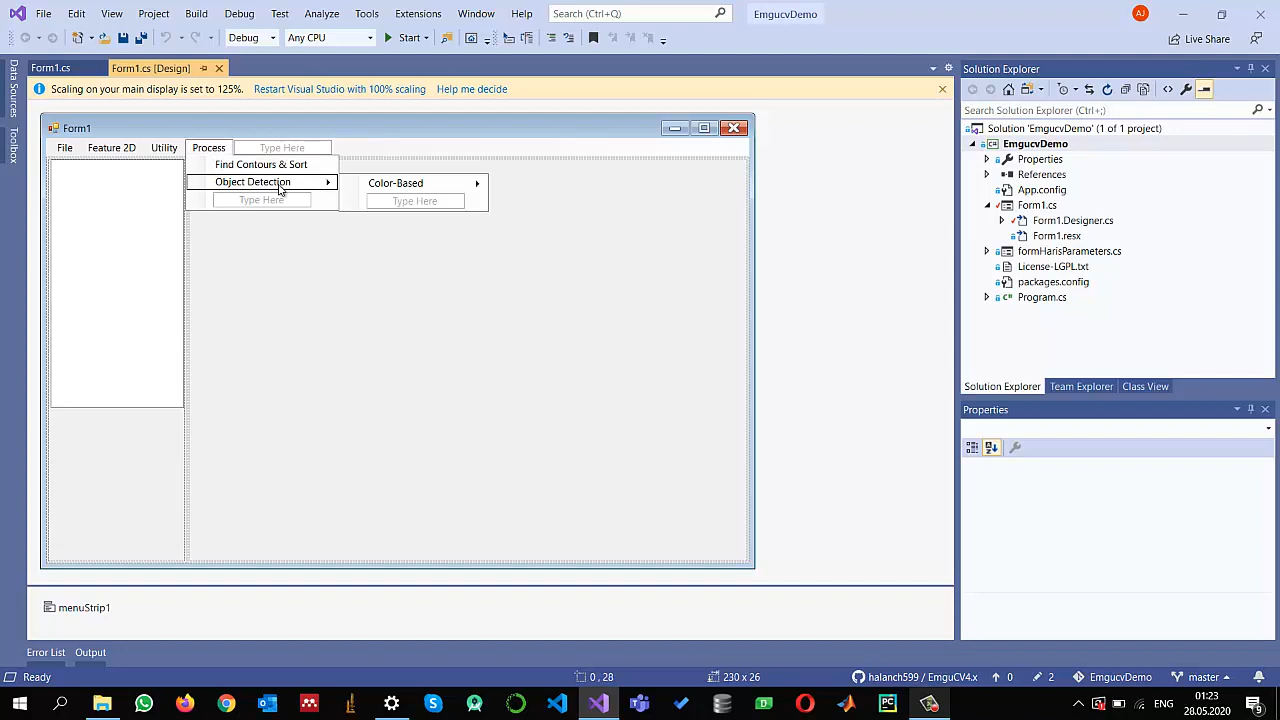 File Edit View Project Build Debug Test Analyze Tools Extensions Window Help Search (Ctrl+Q) EmgucvDemo AJ
Debug Any CPU Start Live Share
Form1.cs Form1.cs [Design]
Scaling on your main display is set to 125%. Restart Visual Studio with 100% scaling Help me decide
Data Sources
Toolbox
Form1
File Feature 2D Utility Process Type Here
Find Contours & Sort
Object Detection Color-Based
Type Here Type Here
menuStrip1
Solution Explorer
Search Solution Explorer (Ctrl+;)
Solution 'EmgucvDemo' (1 of 1 project)
EmgucvDemo
Properties
References
App.config
Form1.cs
Form1.Designer.cs
Form1.resx
formHarisParameters.cs
License-LGPL.txt
packages.config
Program.cs
Solution Explorer Team Explorer Class View
Properties
Error List Output
Ready 0 , 28 230 x 26 halanch599 / EmguCV4.x 0 2 EmgucvDemo master
ENG 01:23
28.05.2020